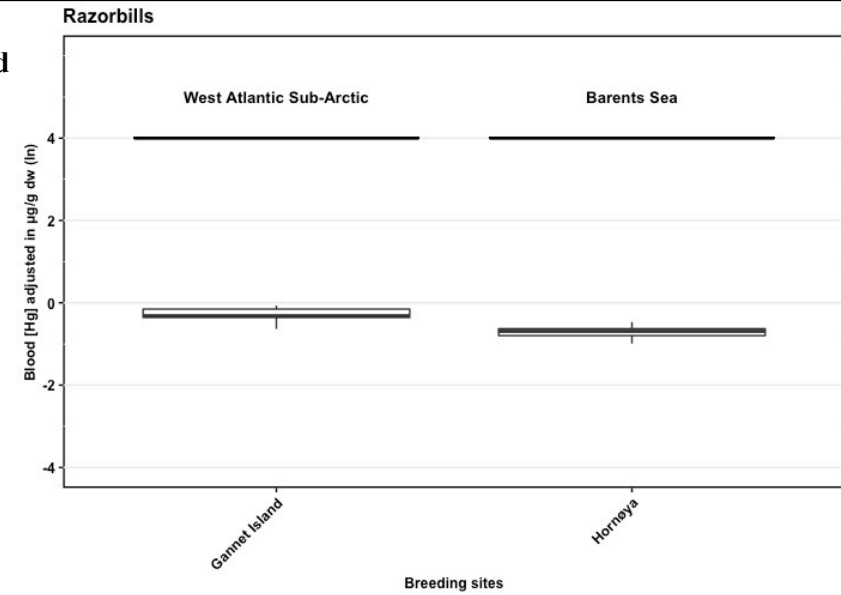 Razorbills
d
West Atlantic Sub-Arctic
Barents Sea
Blood [Hg] adjusted in µg/g dw (ln)
4
2
0
-2
-4
Gannet Island
Hornøya
Breeding sites